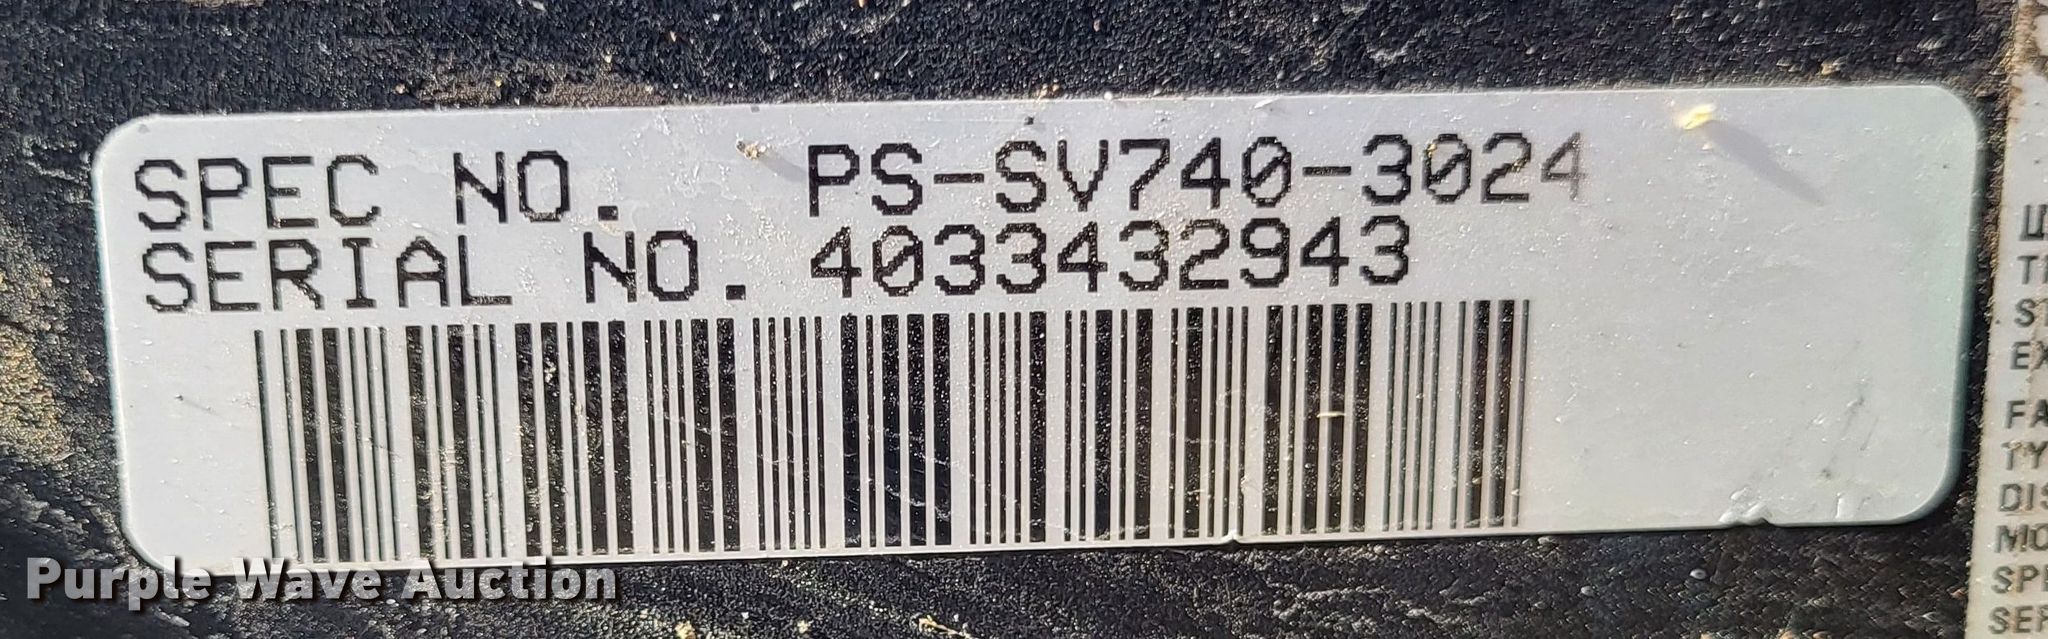 SPEC NO. PS-SV740-3024
SERIAL NO. 4033432943
Purple Wave Auction